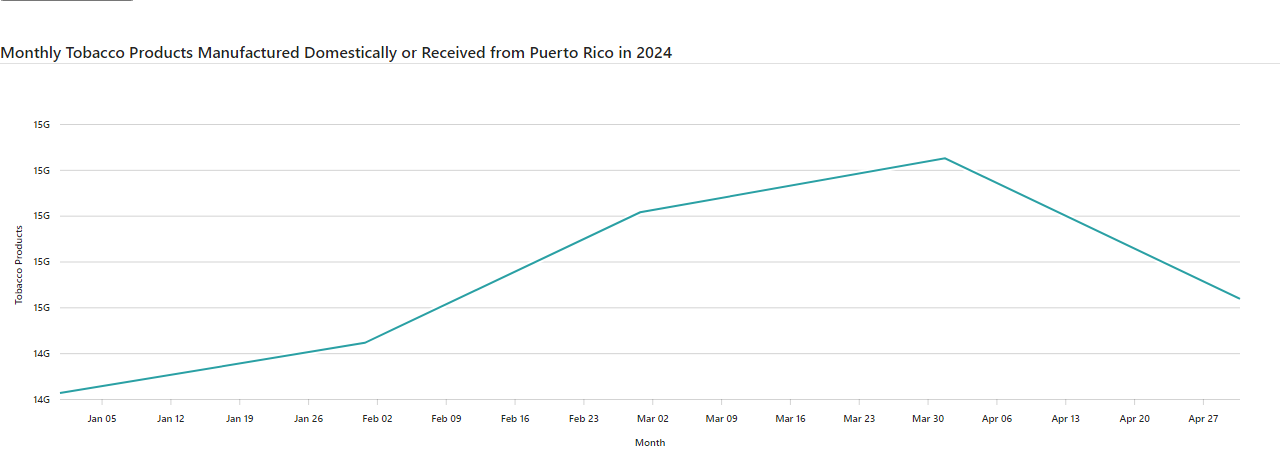 Monthly Tobacco Products Manufactured Domestically or Received from Puerto Rico in 2024
15G
15G
15G
15G
15G
14G
14G
Tobacco Products
Jan 05 Jan 12 Jan 19 Jan 26 Feb 02 Feb 09 Feb 16 Feb 23 Mar 02 Mar 09 Mar 16 Mar 23 Mar 30 Apr 06 Apr 13 Apr 20 Apr 27
Month